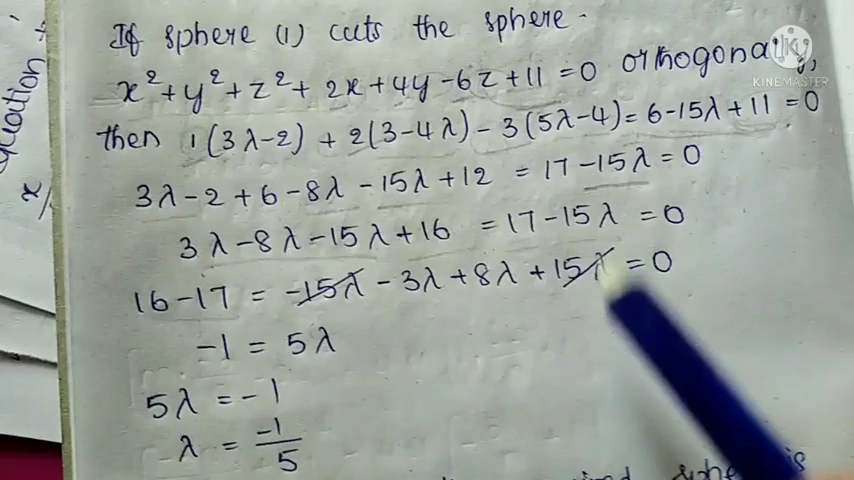 If sphere (1) cuts the sphere.
x² + y² + z² + 2x + 4y - 6z + 11 = 0
then 1(3λ-2) + 2(3-4λ) - 3(5λ-4) = 6-15λ+11 = 0
3λ-2+6-8λ-15λ+12 = 17-15λ = 0
3λ-8λ-15λ+16 = 17-15λ = 0
16-17 = -15λ-3λ+8λ+15λ = 0
-1 = 5λ
5λ = -1
λ = -1/5
sphere is
KINEMASTER